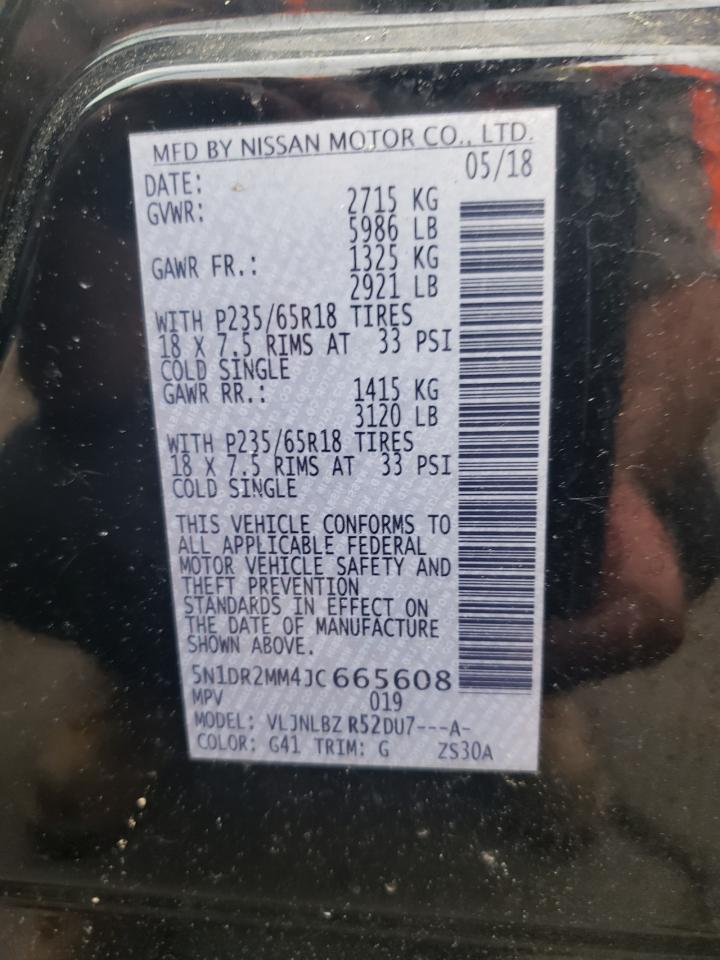 MFD BY NISSAN MOTOR CO., LTD.
DATE: 05/18
GVWR: 2715 KG
5986 LB
GAWR FR.: 1325 KG
2921 LB
WITH P235/65R18 TIRES
18 X 7.5 RIMS AT 33 PSI
COLD SINGLE
GAWR RR.: 1415 KG
3120 LB
WITH P235/65R18 TIRES
18 X 7.5 RIMS AT 33 PSI
COLD SINGLE
THIS VEHICLE CONFORMS TO
ALL APPLICABLE FEDERAL
MOTOR VEHICLE SAFETY AND
THEFT PREVENTION
STANDARDS IN EFFECT ON
THE DATE OF MANUFACTURE
SHOWN ABOVE.
5N1DR2MM4JC665608
MPV 019
MODEL: VLJNLBZ R52DU7---A-
COLOR: G41 TRIM: G ZS30A